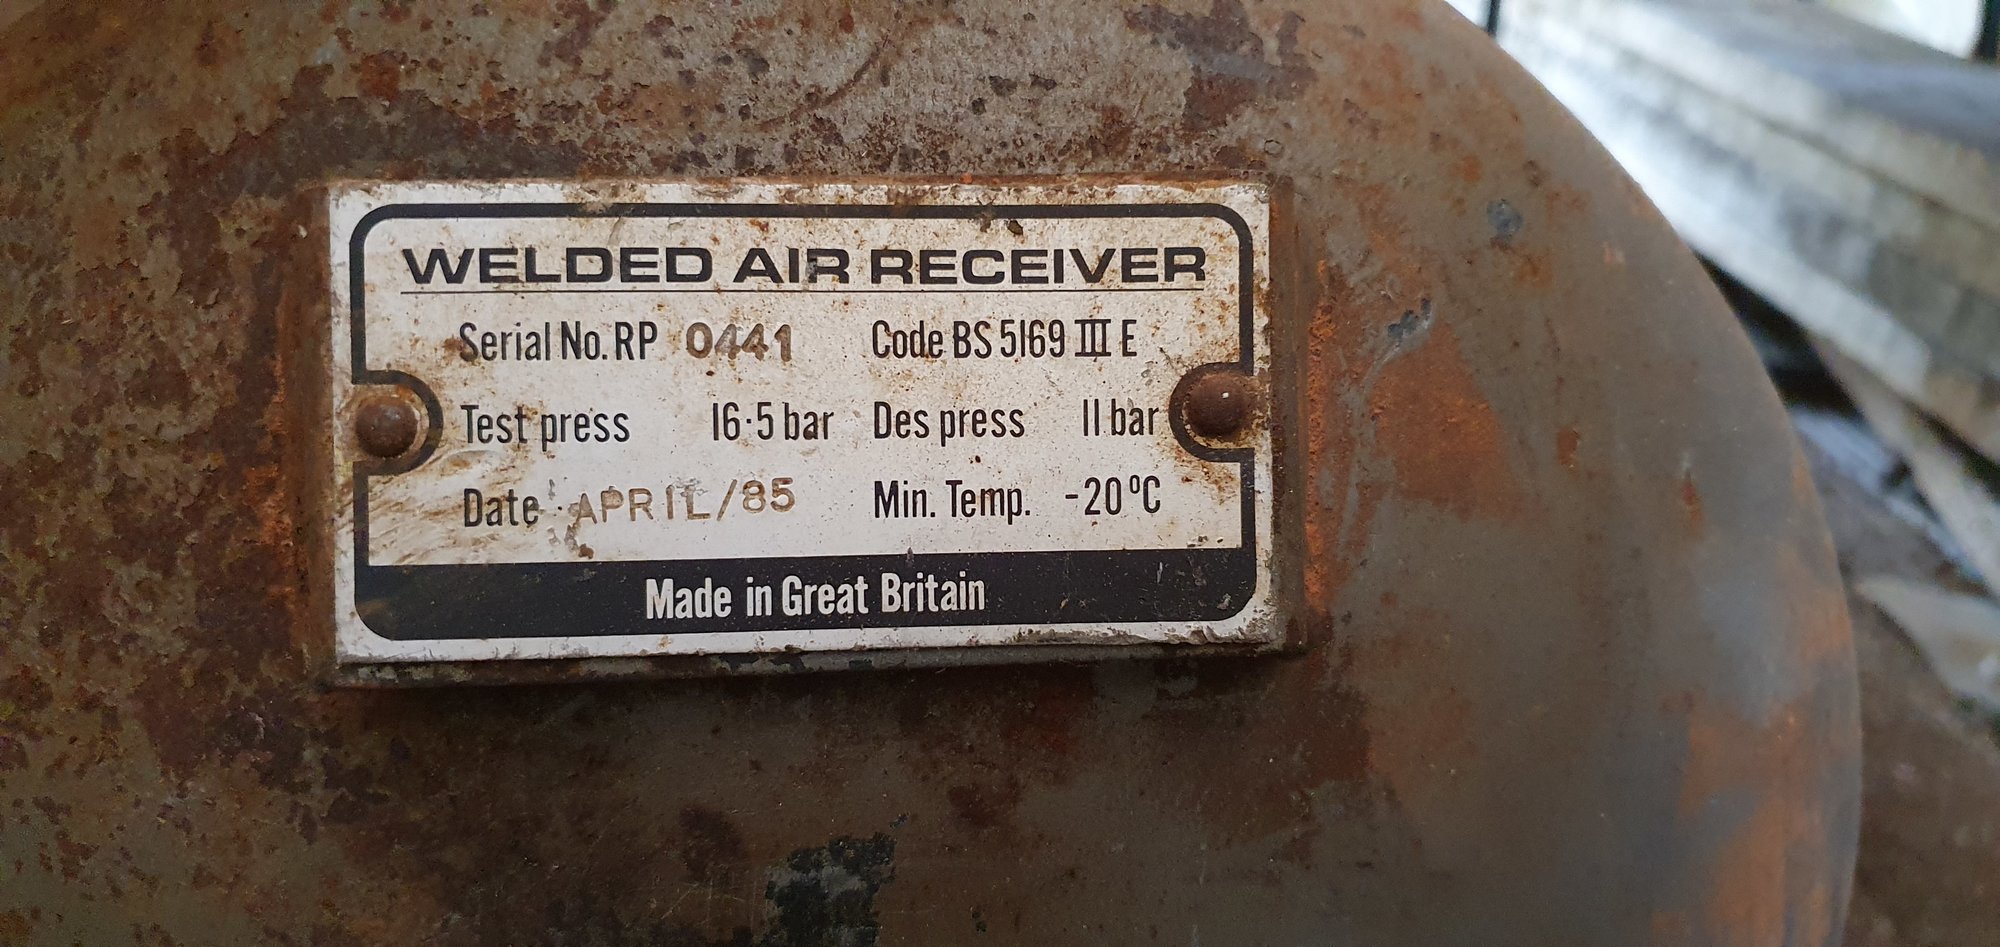 WELDED AIR RECEIVER
Serial No. RP 0441 Code BS 5169 III E
Test press 16·5 bar Des press 11 bar
Date APRIL/85 Min. Temp. -20°C
Made in Great Britain